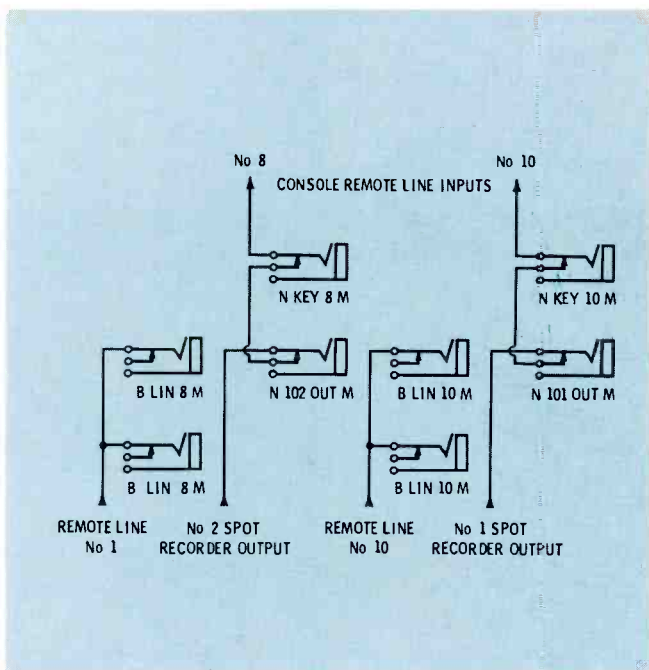 No 8
No 10
CONSOLE REMOTE LINE INPUTS
N KEY 8 M
N KEY 10 M
B LIN 8 M
N 102 OUT M
B LIN 10 M
N 101 OUT M
B LIN 8 M
B LIN 10 M
REMOTE LINE
No 1
No 2 SPOT
RECORDER OUTPUT
REMOTE LINE
No 10
No 1 SPOT
RECORDER OUTPUT